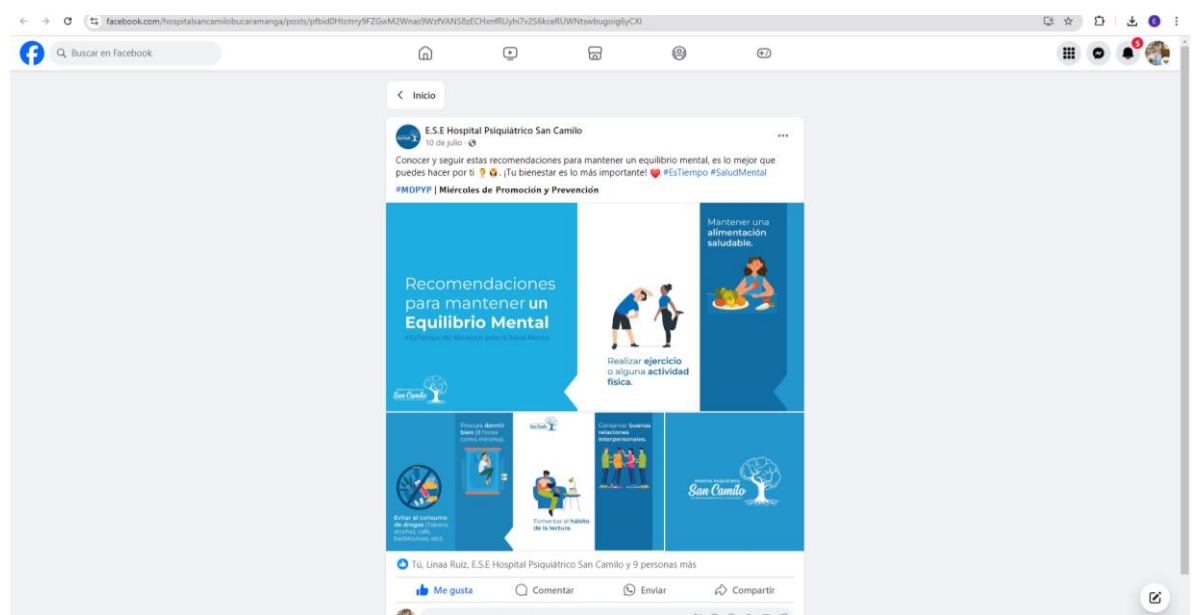 facebook.com/hospitalsancamilobucaramanga/posts/
Buscar en Facebook
5
E
Inicio
E.S.E Hospital Psiquiátrico San Camilo
10 de julio ·
Conocer y seguir estas recomendaciones para mantener un equilibrio mental, es lo mejor que
puedes hacer por ti. ¡Tu bienestar es lo más importante! #EsTiempo #SaludMental
#MDPYP | Miércoles de Promoción y Prevención
Recomendaciones
para mantener un
Equilibrio Mental
San Camilo
Realizar ejercicio
o alguna actividad
física.
Mantener una
alimentación
saludable.
Evitar el consumo
de drogas (Tabaco,
alcohol, café,
barbitúricos, etc)
Procura dormir
bien (8 horas
como mínimo).
San Camilo
Fomentar el hábito
de la lectura.
Conservar buenas
relaciones
interpersonales.
HOSPITAL PSIQUIÁTRICO
San Camilo
Tú, Linaa Ruiz, E.S.E Hospital Psiquiátrico San Camilo y 9 personas más
Me gusta
Comentar
Enviar
Compartir